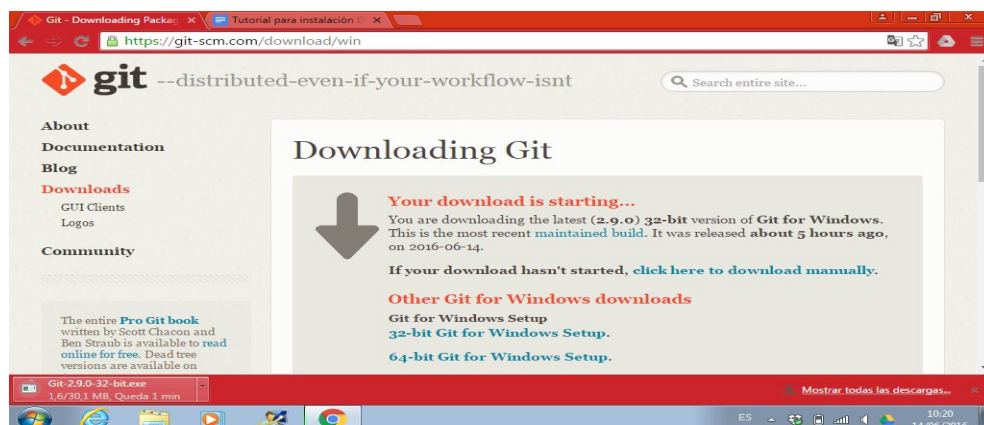 Git - Downloading Packag
Tutorial para instalación G
https://git-scm.com/download/win
git --distributed-even-if-your-workflow-isnt
Search entire site...
About
Documentation
Blog
Downloads
GUI Clients
Logos
Community
The entire Pro Git book
written by Scott Chacon and
Ben Straub is available to read
online for free. Dead tree
versions are available on
Downloading Git
Your download is starting...
You are downloading the latest (2.9.0) 32-bit version of Git for Windows.
This is the most recent maintained build. It was released about 5 hours ago,
on 2016-06-14.
If your download hasn't started, click here to download manually.
Other Git for Windows downloads
Git for Windows Setup
32-bit Git for Windows Setup.
64-bit Git for Windows Setup.
Git-2.9.0-32-bit.exe
1,6/30,1 MB, Queda 1 min
Mostrar todas las descargas...
ES
10:20
14/06/2016